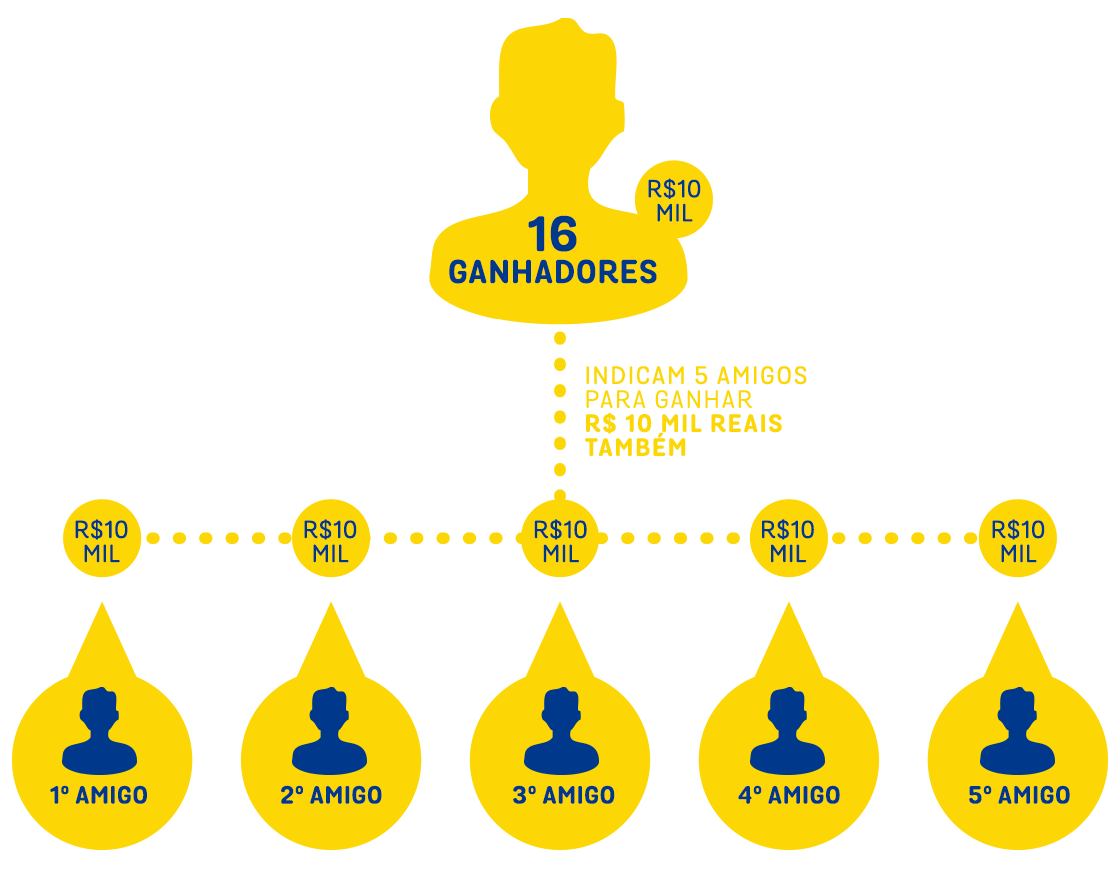 R$10
MIL
16
GANHADORES
INDICAM 5 AMIGOS
PARA GANHAR
R$ 10 MIL REAIS
TAMBÉM
R$10
MIL
R$10
MIL
R$10
MIL
R$10
MIL
R$10
MIL
1º AMIGO
2º AMIGO
3º AMIGO
4º AMIGO
5º AMIGO